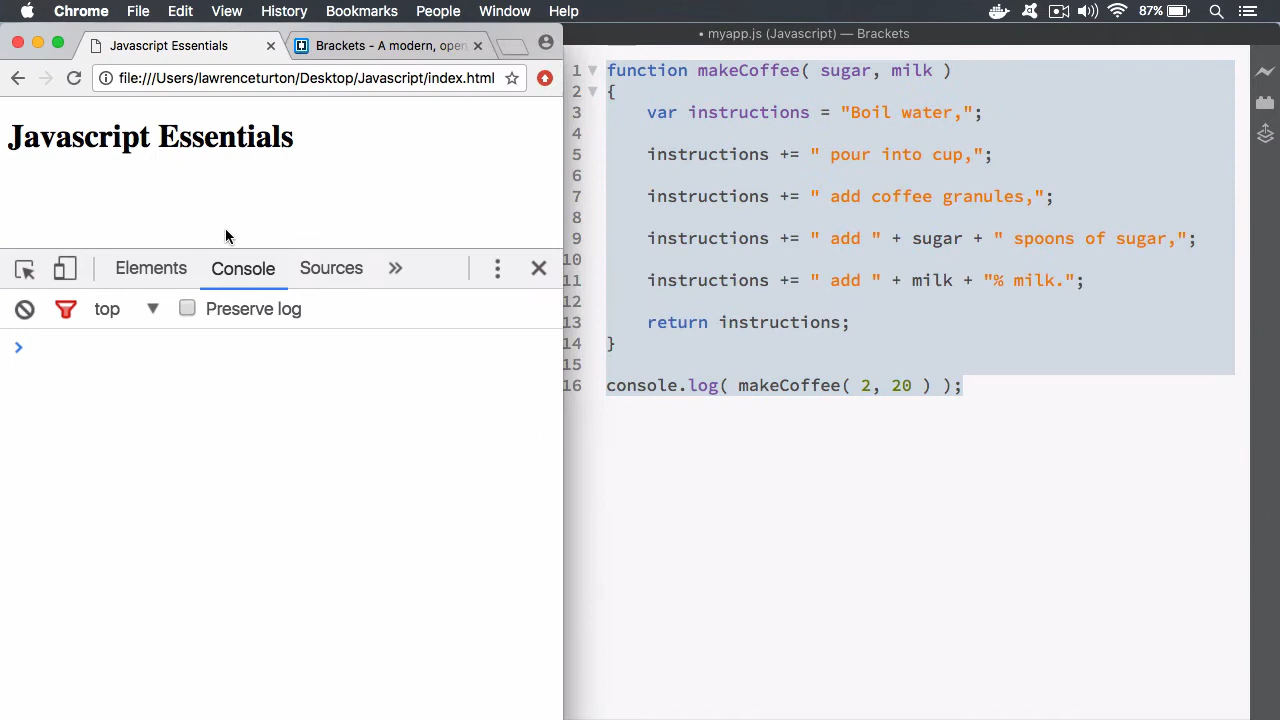 Chrome File Edit View History Bookmarks People Window Help 87%
Javascript Essentials
Brackets - A modern, open
• myapp.js (Javascript) — Brackets
file:///Users/lawrenceturton/Desktop/Javascript/index.html
Javascript Essentials
Elements Console Sources »
top Preserve log
>
1 function makeCoffee( sugar, milk )
2 {
3 var instructions = "Boil water,";
4
5 instructions += " pour into cup,";
6
7 instructions += " add coffee granules,";
8
9 instructions += " add " + sugar + " spoons of sugar,";
10
11 instructions += " add " + milk + "% milk.";
12
13 return instructions;
14 }
15
16 console.log( makeCoffee( 2, 20 ) );